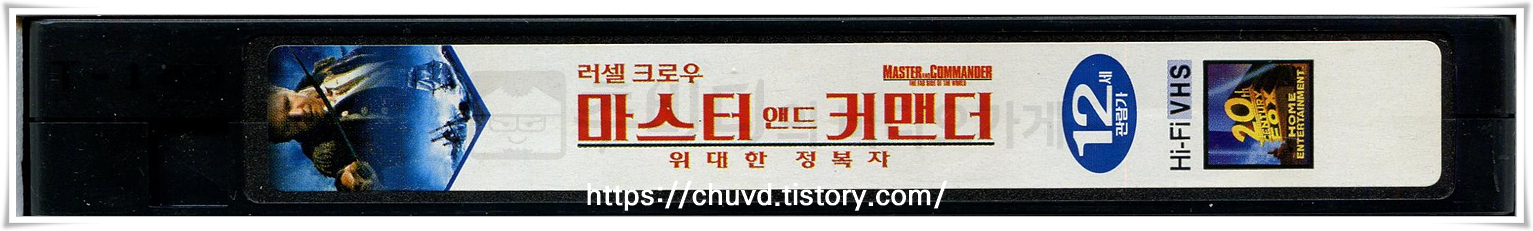 러셀 크로우
MASTER AND COMMANDER
THE FAR SIDE OF THE WORLD
마스터 앤드 커맨더
위대한 정복자
12세
관람가
Hi-Fi VHS
20th
CENTURY
FOX
HOME
ENTERTAINMENT
https://chuvd.tistory.com/